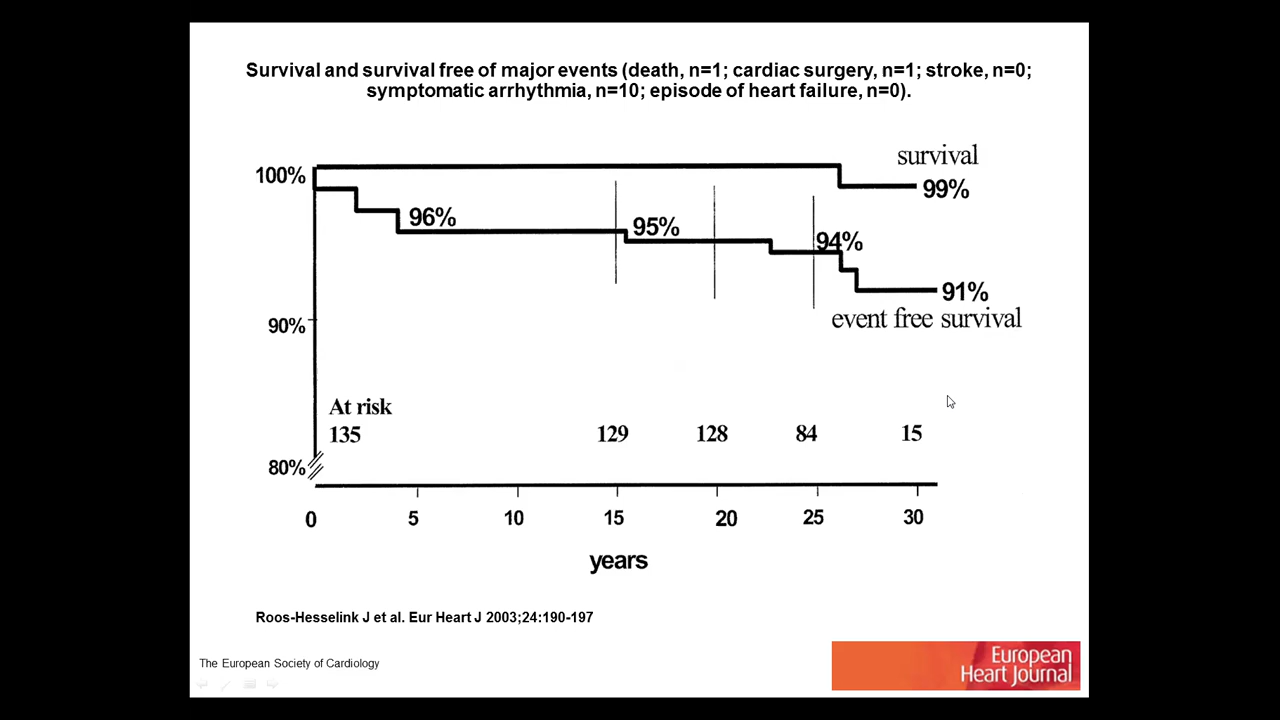 Survival and survival free of major events (death, n=1; cardiac surgery, n=1; stroke, n=0;
symptomatic arrhythmia, n=10; episode of heart failure, n=0).
survival
100%
99%
96%
95%
94%
91%
event free survival
90%
At risk
135 129 128 84 15
80%
0 5 10 15 20 25 30
years
Roos-Hesselink J et al. Eur Heart J 2003;24:190-197
The European Society of Cardiology
European
Heart Journal